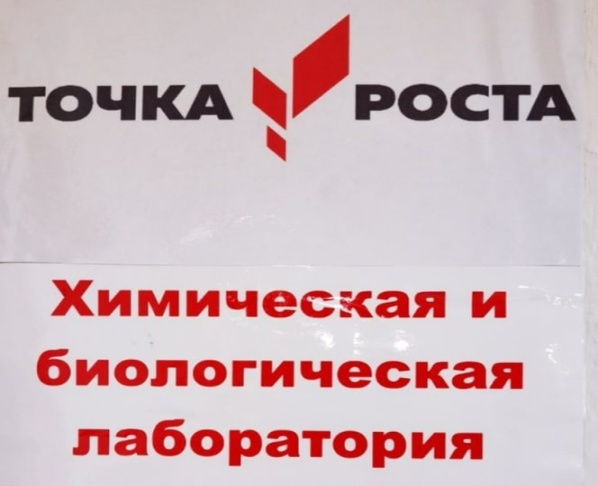 ТОЧКА РОСТА
Химическая и
биологическая
лаборатория